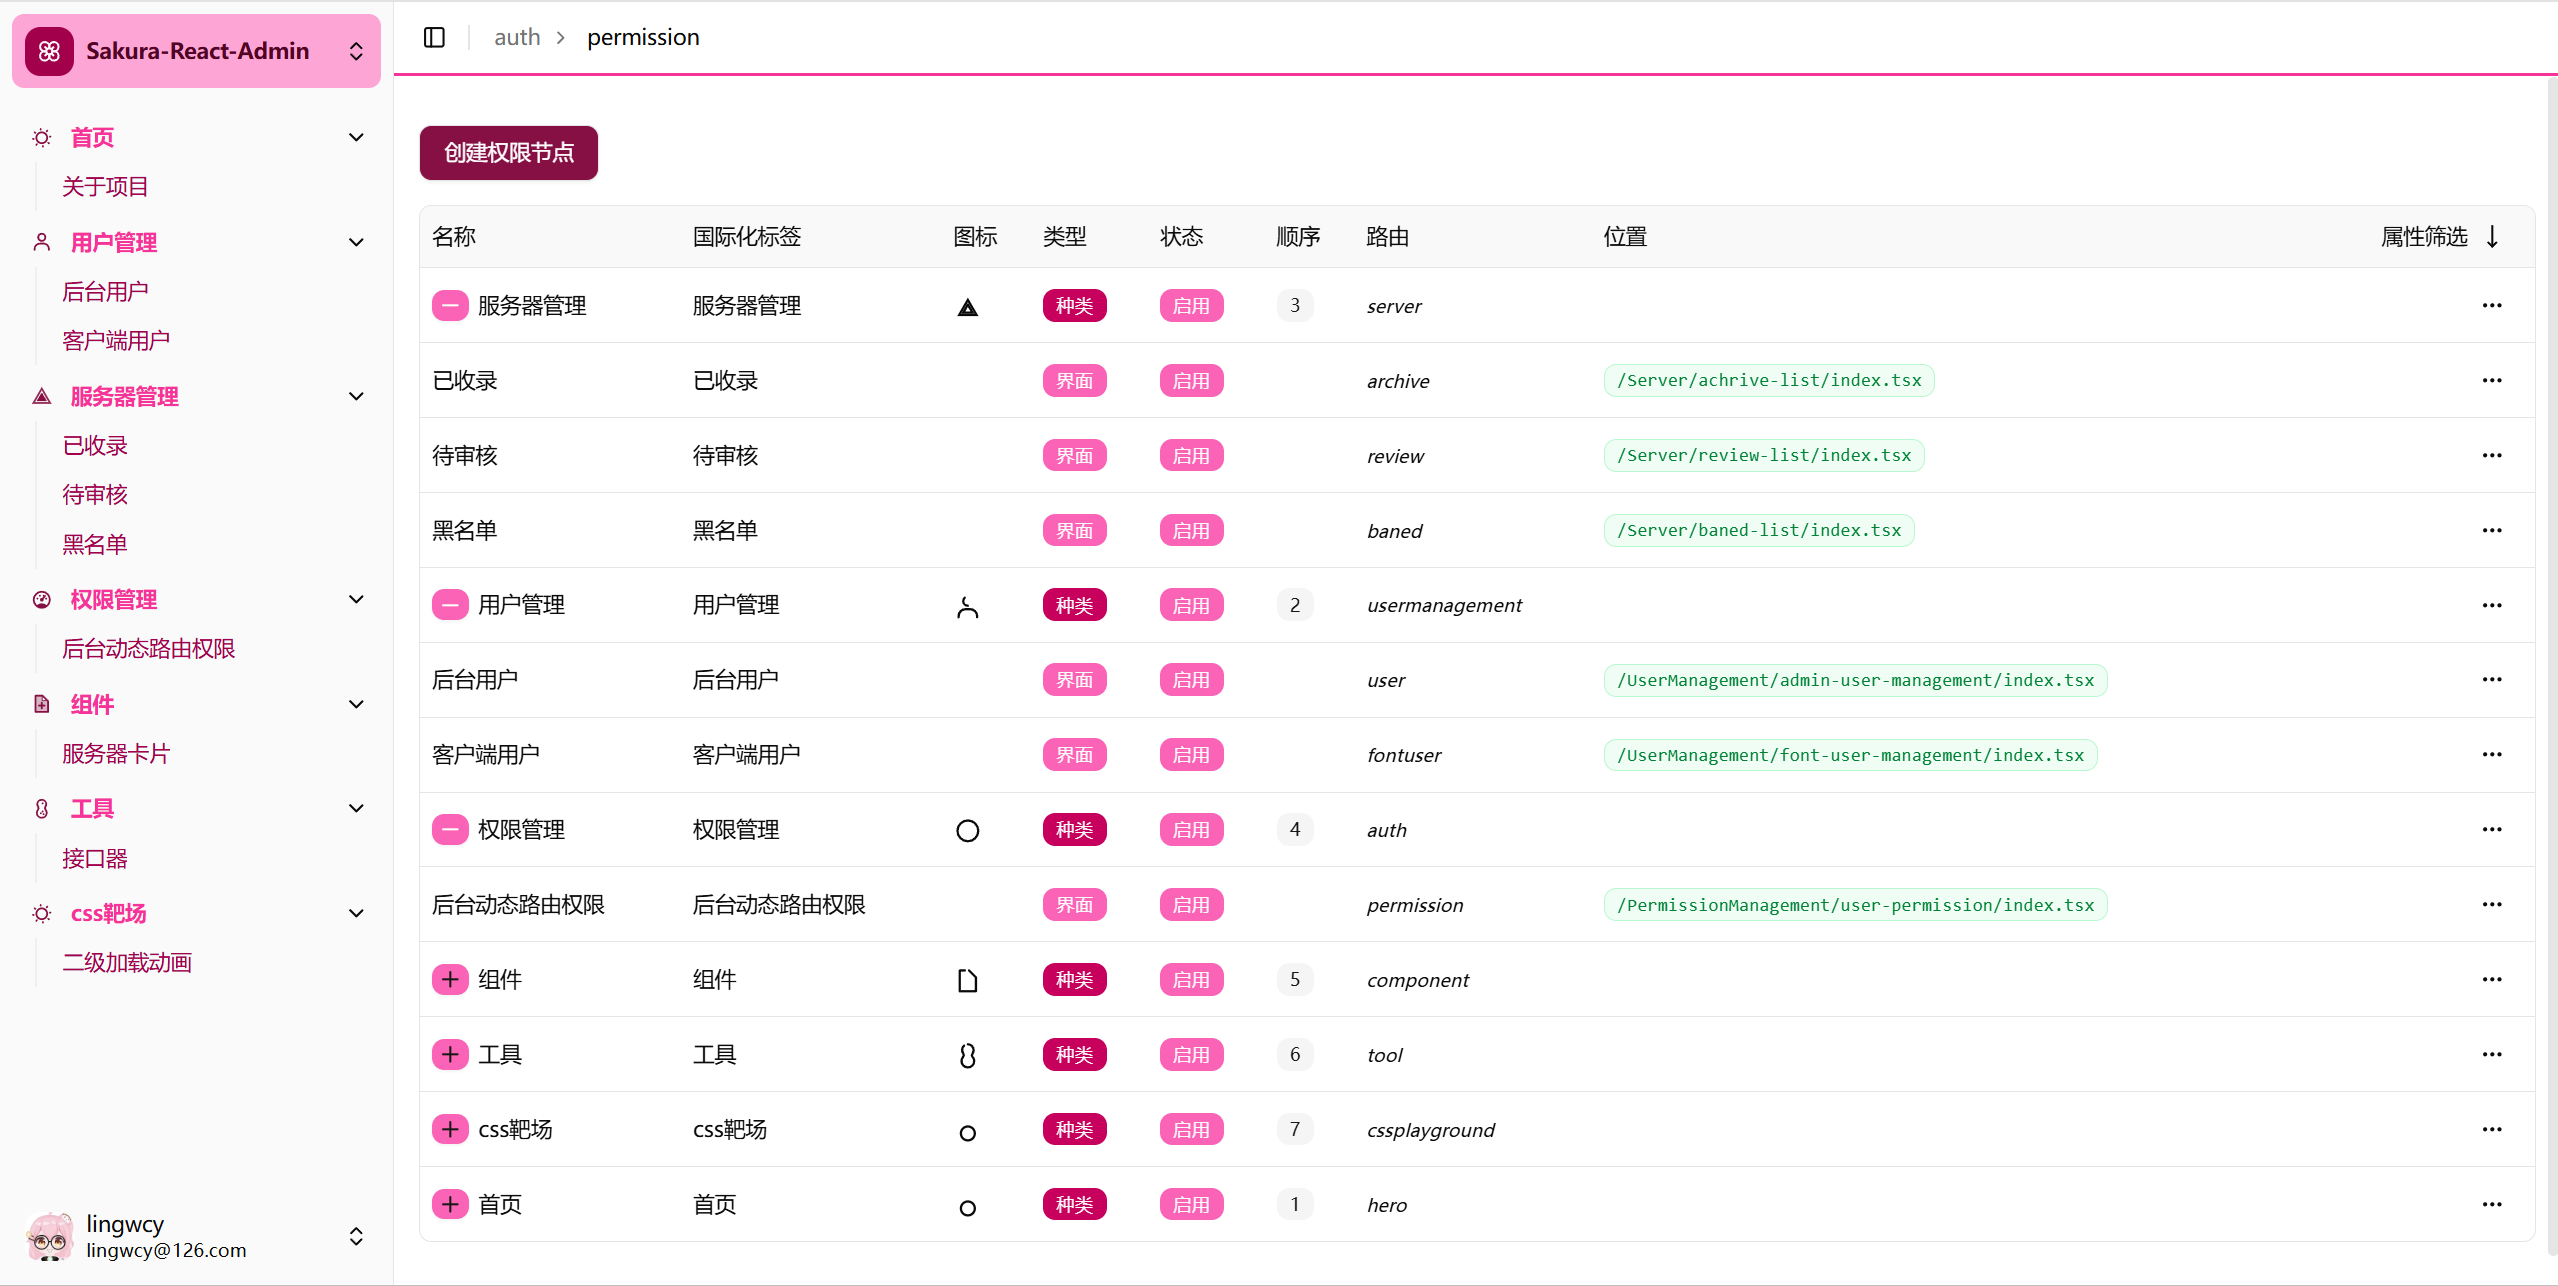 Sakura-React-Admin
首页
关于项目
用户管理
后台用户
客户端用户
服务器管理
已收录
待审核
黑名单
权限管理
后台动态路由权限
组件
服务器卡片
工具
接口器
css靶场
二级加载动画
lingwcy
lingwcy@126.com
auth > permission
创建权限节点
名称 国际化标签 图标 类型 状态 顺序 路由 位置 属性筛选
服务器管理 服务器管理 种类 启用 3 server
已收录 已收录 界面 启用 archive /Server/achrive-list/index.tsx
待审核 待审核 界面 启用 review /Server/review-list/index.tsx
黑名单 黑名单 界面 启用 baned /Server/baned-list/index.tsx
用户管理 用户管理 种类 启用 2 usermanagement
后台用户 后台用户 界面 启用 user /UserManagement/admin-user-management/index.tsx
客户端用户 客户端用户 界面 启用 fontuser /UserManagement/font-user-management/index.tsx
权限管理 权限管理 种类 启用 4 auth
后台动态路由权限 后台动态路由权限 界面 启用 permission /PermissionManagement/user-permission/index.tsx
组件 组件 种类 启用 5 component
工具 工具 种类 启用 6 tool
css靶场 css靶场 种类 启用 7 cssplayground
首页 首页 种类 启用 1 hero